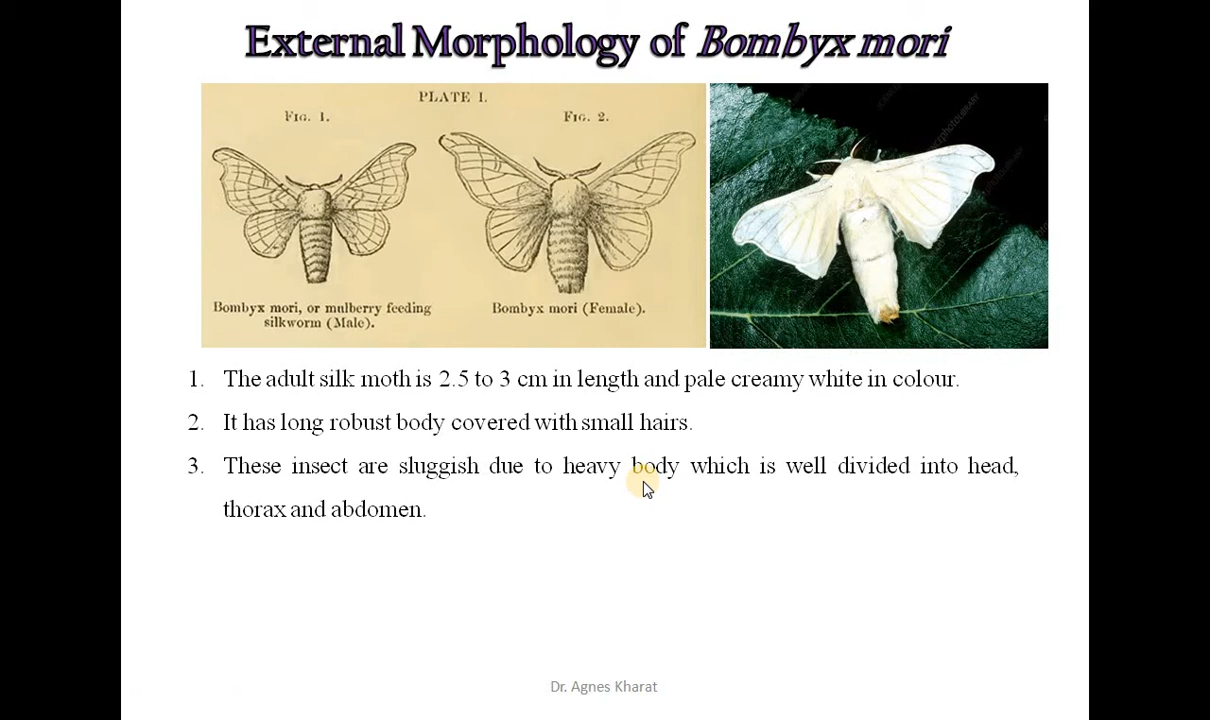 External Morphology of Bombyx mori
PLATE I.
FIG. 1.
FIG. 2.
Bombyx mori, or mulberry feeding
silkworm (Male).
Bombyx mori (Female).
1. The adult silk moth is 2.5 to 3 cm in length and pale creamy white in colour.
2. It has long robust body covered with small hairs.
3. These insect are sluggish due to heavy body which is well divided into head,
thorax and abdomen.
Dr. Agnes Kharat